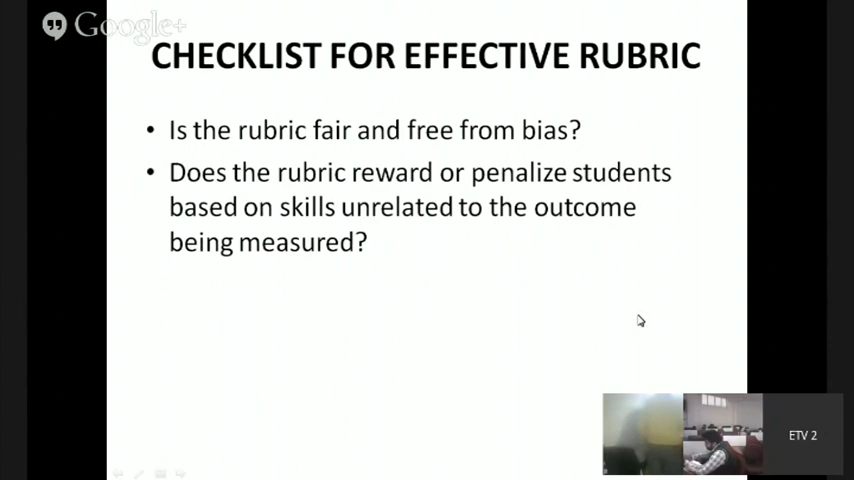 Google+
CHECKLIST FOR EFFECTIVE RUBRIC
• Is the rubric fair and free from bias?
• Does the rubric reward or penalize students
based on skills unrelated to the outcome
being measured?
ETV 2